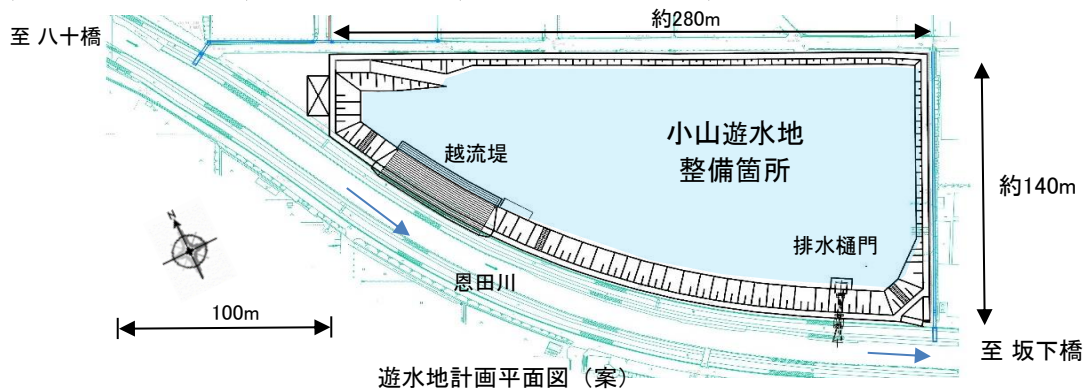 約280m
至 八十橋
小山遊水地
整備箇所
越流堤
約140m
排水樋門
N
恩田川
100m
至 坂下橋
遊水地計画平面図（案）